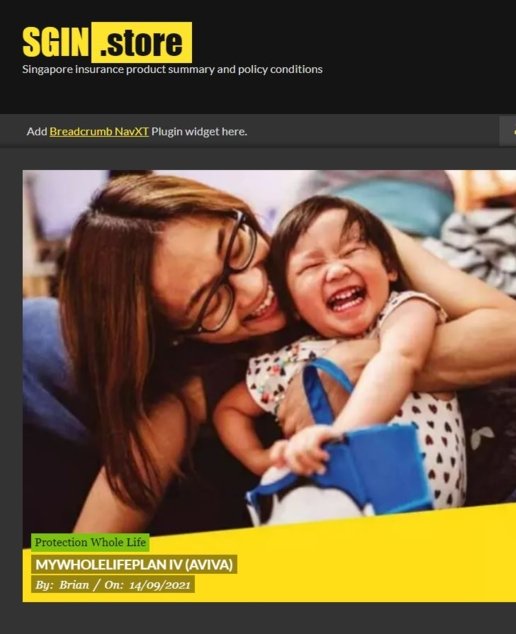 SGIN.store
Singapore insurance product summary and policy conditions
Add Breadcrumb NavXT Plugin widget here.
Protection Whole Life
MYWHOLELIFEPLAN IV (AVIVA)
By: Brian / On: 14/09/2021